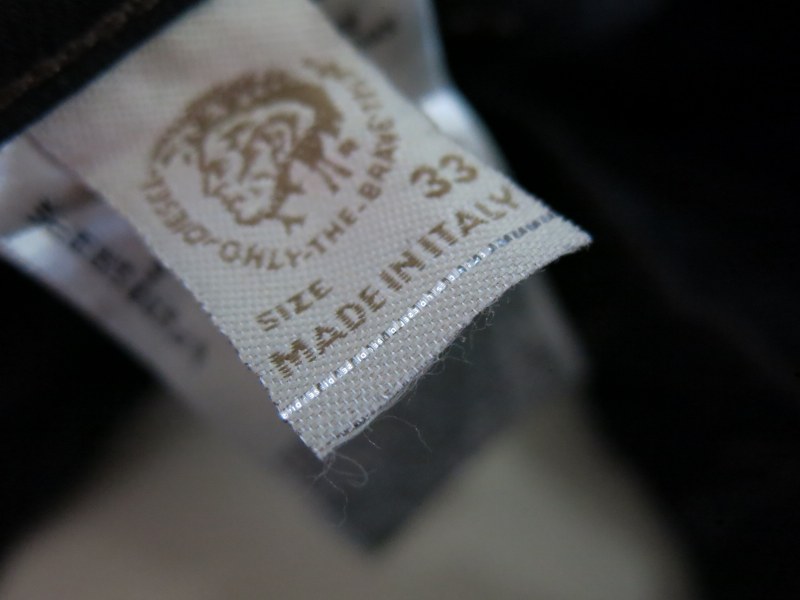 DIESEL·ONLY-THE-BRAVE
SIZE 33
MADE IN ITALY